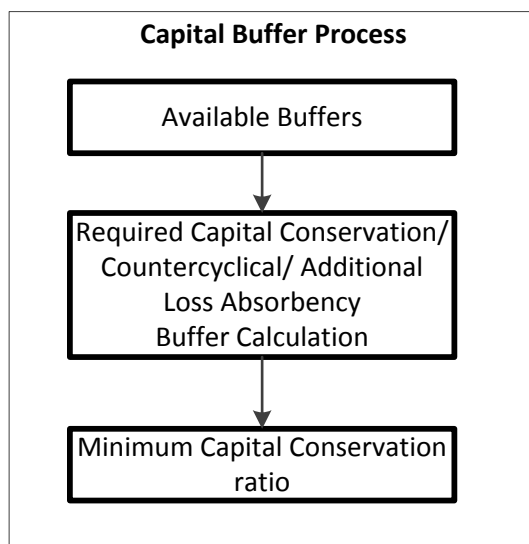 Capital Buffer Process
Available Buffers
Required Capital Conservation/
Countercyclical/ Additional
Loss Absorbency
Buffer Calculation
Minimum Capital Conservation
ratio